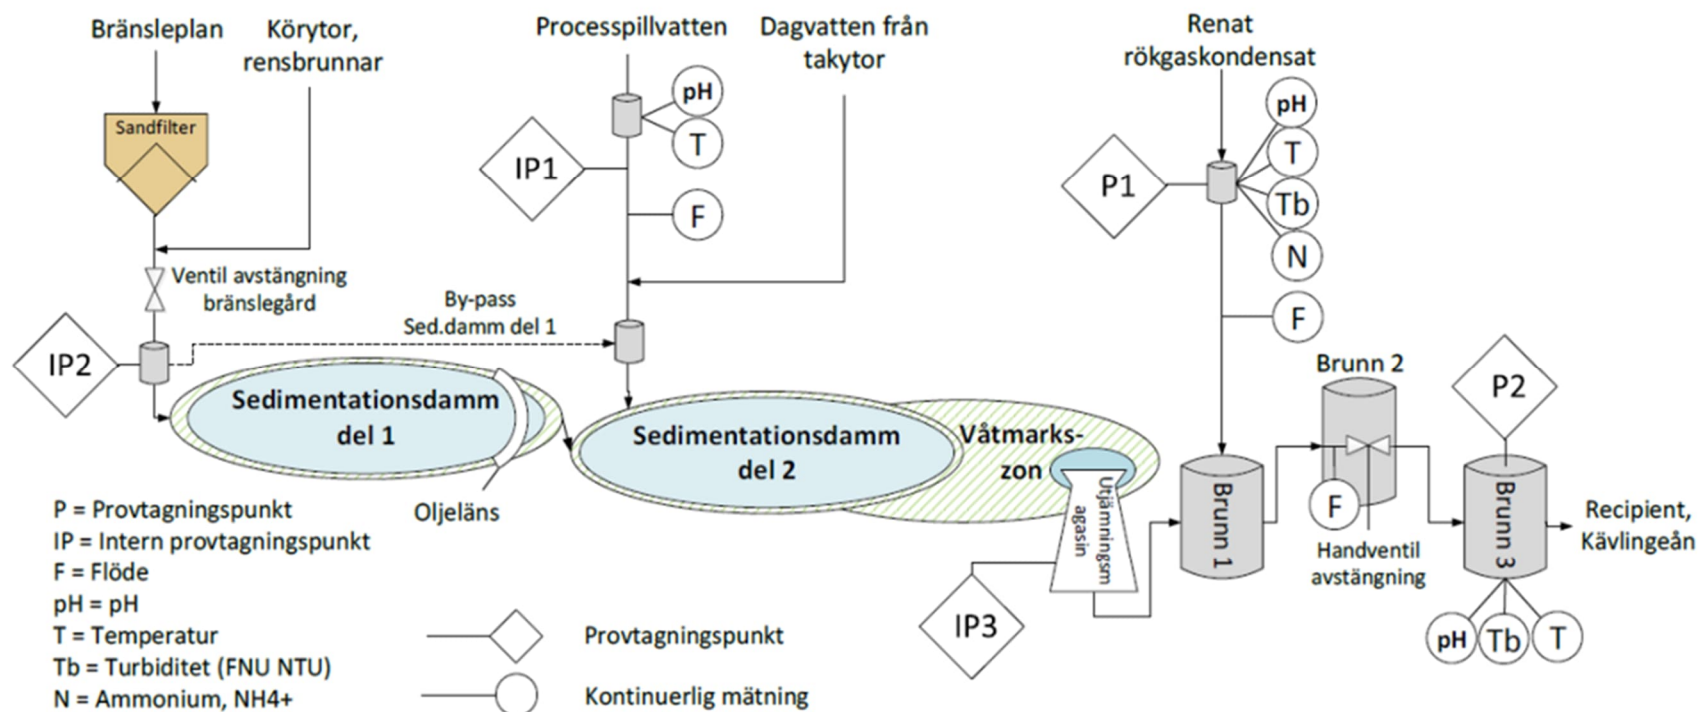 Bränsleplan
Körytor,
rensbrunnar
Processpillvatten
Dagvatten från
takytor
Renat
rökgaskondensat
Sandfilter
pH
T
IP1
F
pH
T
Tb
N
P1
F
Ventil avstängning
bränslegård
By-pass
Sed.damm del 1
IP2
Sedimentationsdamm
del 1
Oljeläns
Sedimentationsdamm
del 2
Våtmarks-
zon
Utjämningsm
agasin
IP3
Brunn 1
Brunn 2
F
Handventil
avstängning
P2
Brunn 3
pH
Tb
T
Recipient,
Kävlingeån
P = Provtagningspunkt
IP = Intern provtagningspunkt
F = Flöde
pH = pH
T = Temperatur
Tb = Turbiditet (FNU NTU)
N = Ammonium, NH4+
Provtagningspunkt
Kontinuerlig mätning